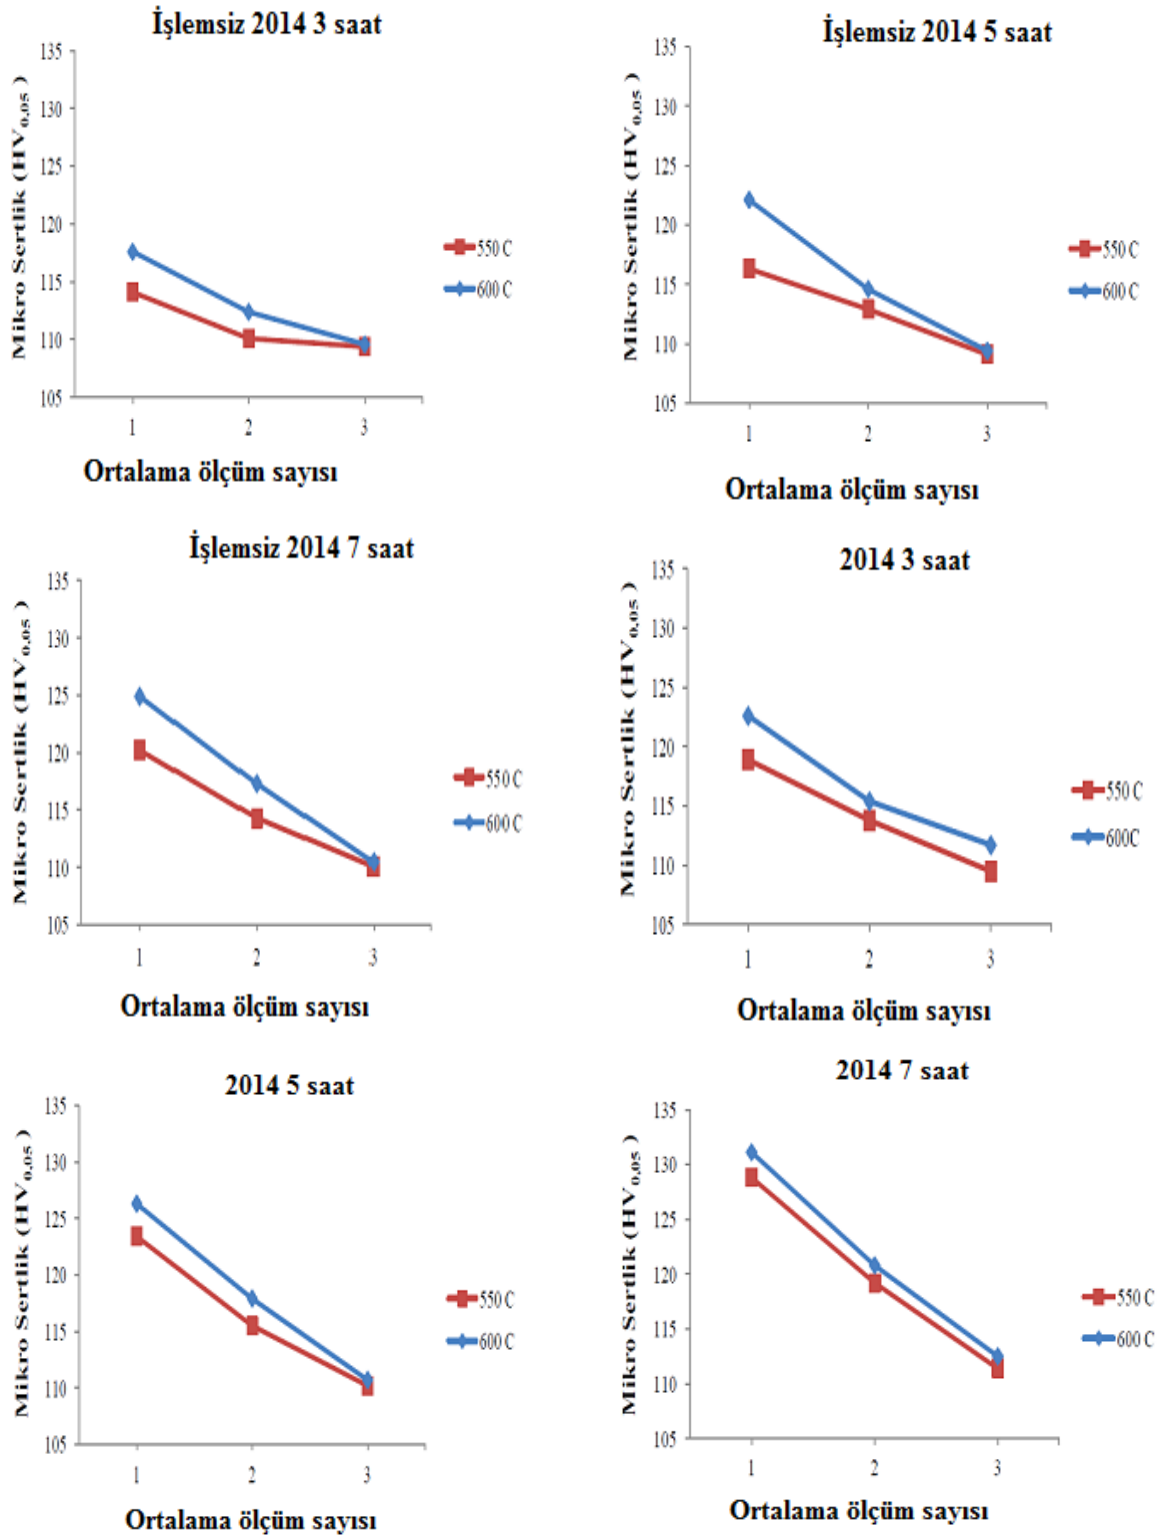 İşlemsiz 2014 3 saat
Mikro Sertlik (HV0,05)
135
130
125
120
115
110
105
1 2 3
Ortalama ölçüm sayısı
550 C
600 C
İşlemsiz 2014 5 saat
Mikro Sertlik (HV0,05)
135
130
125
120
115
110
105
1 2 3
Ortalama ölçüm sayısı
550 C
600 C
İşlemsiz 2014 7 saat
Mikro Sertlik (HV0,05)
135
130
125
120
115
110
105
1 2 3
Ortalama ölçüm sayısı
550 C
600 C
2014 3 saat
Mikro Sertlik (HV0,05)
135
130
125
120
115
110
105
1 2 3
Ortalama ölçüm sayısı
550 C
600C
2014 5 saat
Mikro Sertlik (HV0,05)
135
130
125
120
115
110
105
1 2 3
Ortalama ölçüm sayısı
550 C
600 C
2014 7 saat
Mikro Sertlik (HV0,05)
135
130
125
120
115
110
105
1 2 3
Ortalama ölçüm sayısı
550 C
600 C